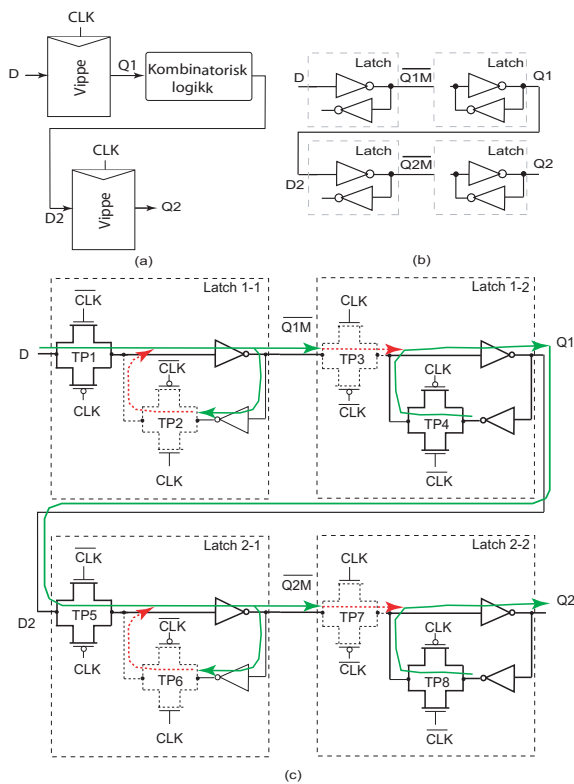 CLK
D
Vippe
Q1
Kombinatorisk
logikk
CLK
D2
Vippe
Q2
(a)
Latch
Latch
D
Q1M
Q1
Latch
Latch
D2
Q2M
Q2
(b)
Latch 1-1
Latch 1-2
CLK
Q1M
CLK
Q1
D
TP1
CLK
TP3
CLK
CLK
TP2
CLK
CLK
TP4
CLK
Latch 2-1
Latch 2-2
CLK
Q2M
CLK
Q2
D2
TP5
CLK
TP7
CLK
CLK
TP6
CLK
CLK
TP8
CLK
(c)